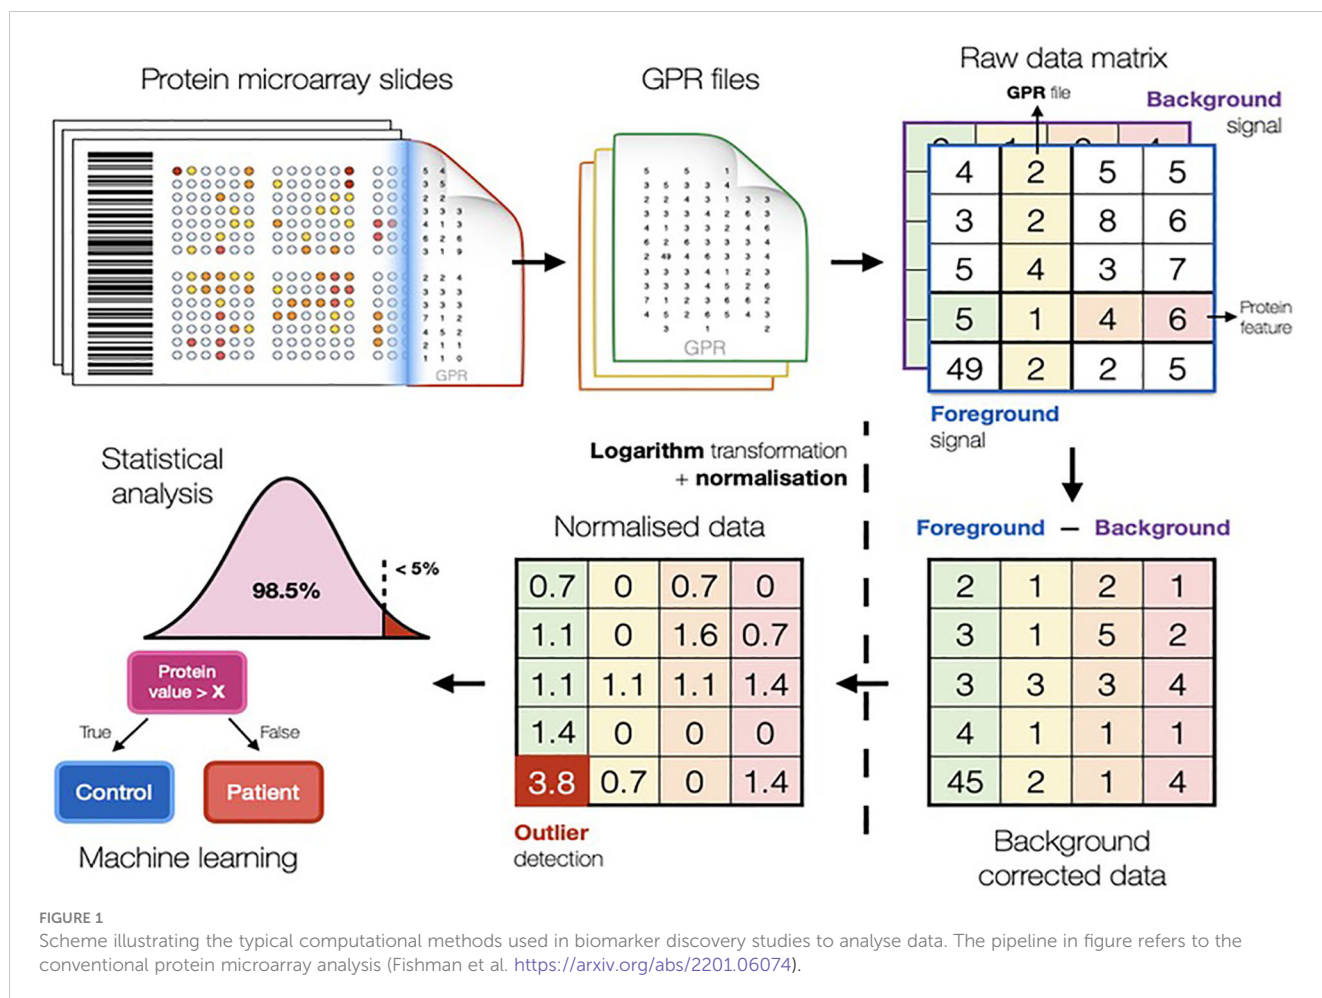 Protein microarray slides
GPR files
Raw data matrix
GPR file
Background
signal
4 2 5 5
3 2 8 6
5 4 3 7
5 1 4 6
49 2 2 5
Protein
feature
Foreground
signal
GPR
GPR
Logarithm transformation
+ normalisation
Foreground – Background
2 1 2 1
3 1 5 2
3 3 3 4
4 1 1 1
45 2 1 4
Background
corrected data
Normalised data
0.7 0 0.7 0
1.1 0 1.6 0.7
1.1 1.1 1.1 1.4
1.4 0 0 0
3.8 0.7 0 1.4
Outlier
detection
Statistical
analysis
98.5%
< 5%
Protein
value > X
True
False
Control
Patient
Machine learning
FIGURE 1
Scheme illustrating the typical computational methods used in biomarker discovery studies to analyse data. The pipeline in figure refers to the
conventional protein microarray analysis (Fishman et al. https://arxiv.org/abs/2201.06074).